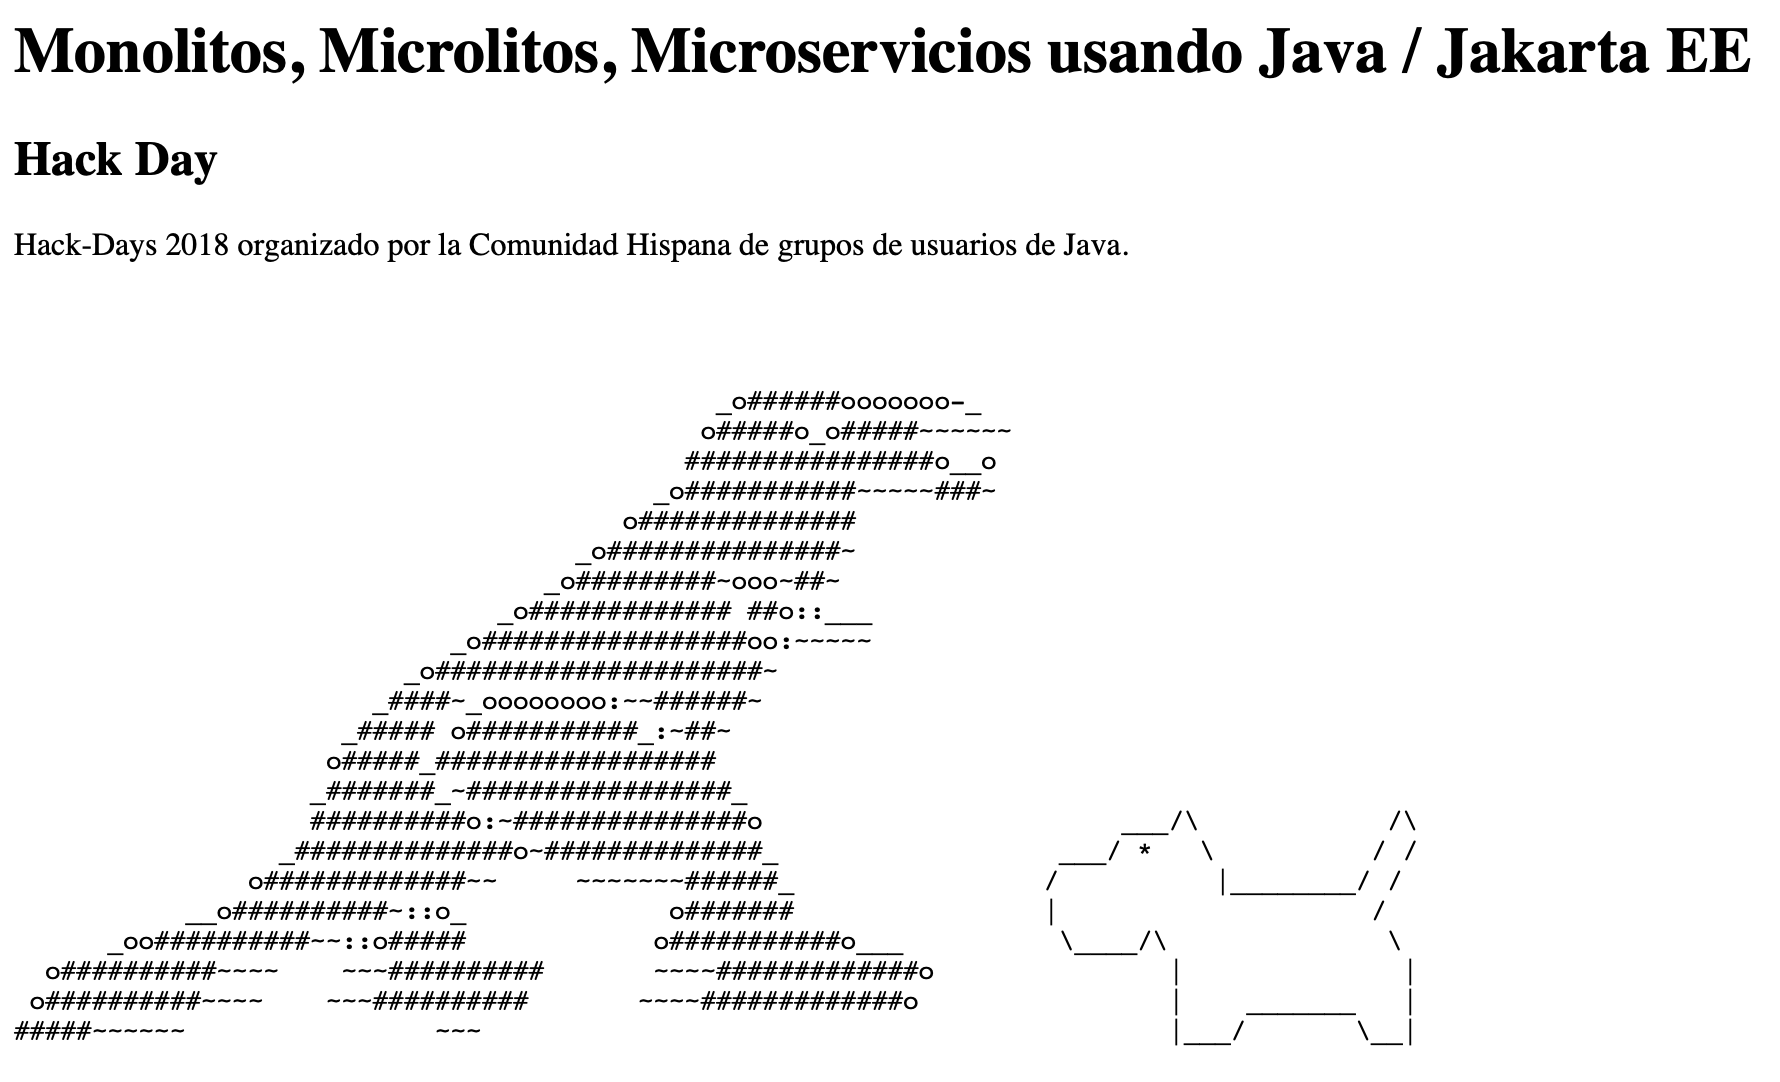 Monolitos, Microlitos, Microservicios usando Java / Jakarta EE
Hack Day
Hack-Days 2018 organizado por la Comunidad Hispana de grupos de usuarios de Java.